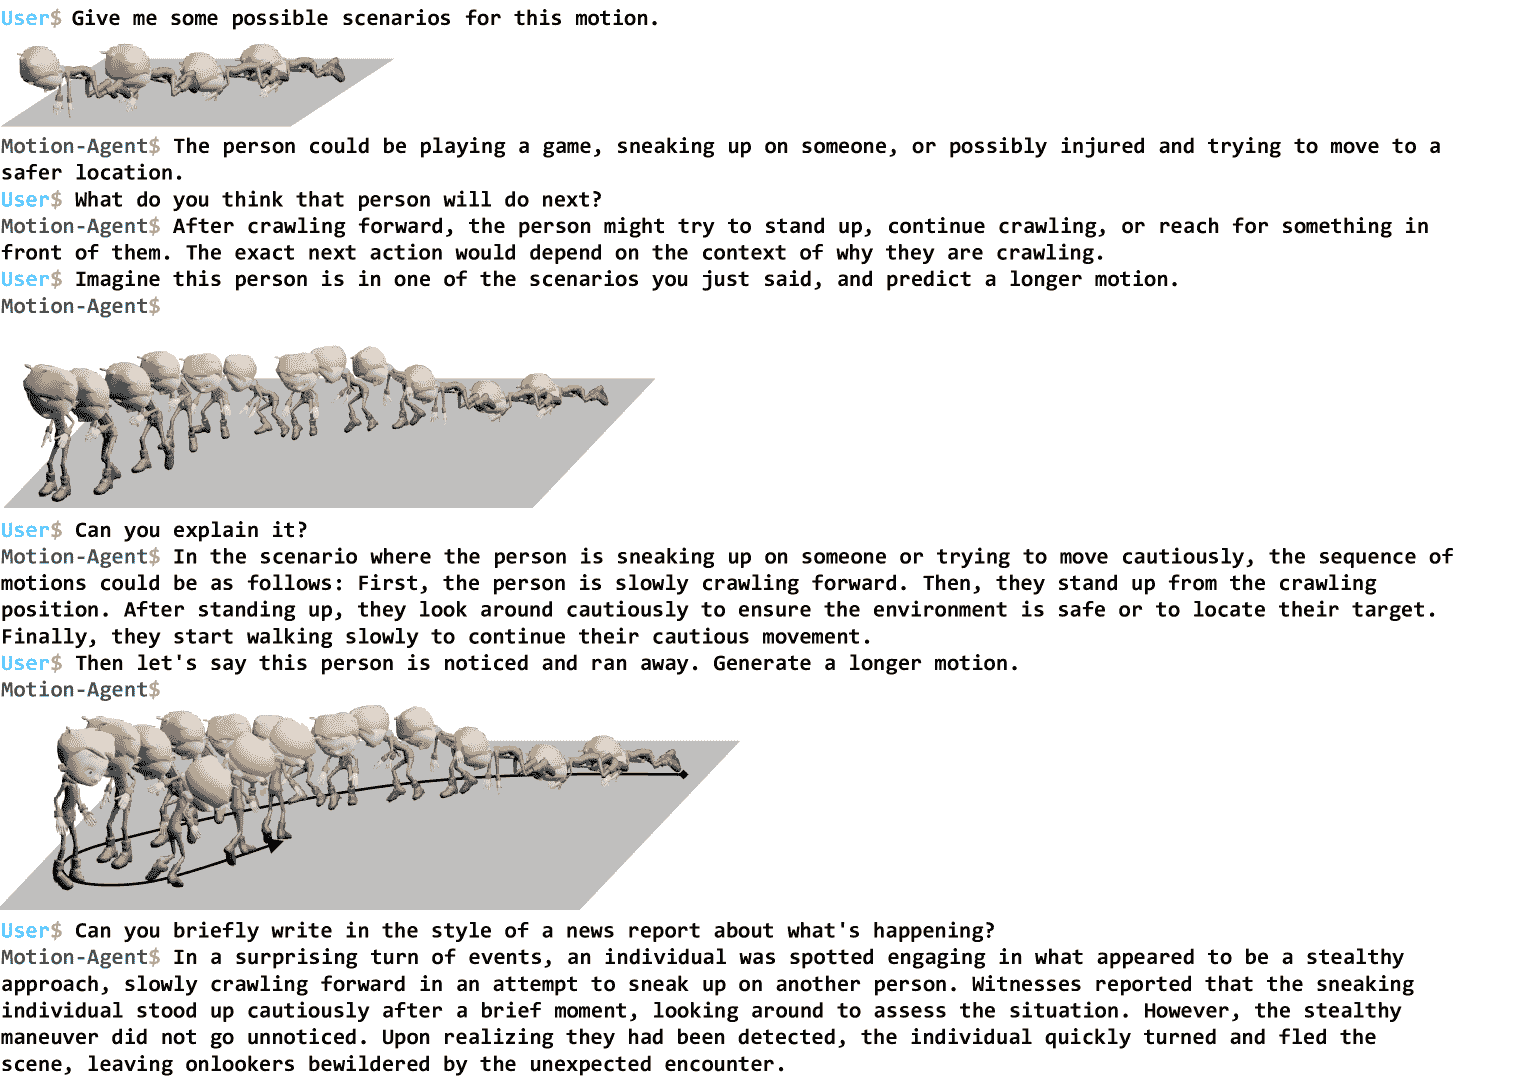 User$ Give me some possible scenarios for this motion.
Motion-Agent$ The person could be playing a game, sneaking up on someone, or possibly injured and trying to move to a
safer location.
User$ What do you think that person will do next?
Motion-Agent$ After crawling forward, the person might try to stand up, continue crawling, or reach for something in
front of them. The exact next action would depend on the context of why they are crawling.
User$ Imagine this person is in one of the scenarios you just said, and predict a longer motion.
Motion-Agent$
User$ Can you explain it?
Motion-Agent$ In the scenario where the person is sneaking up on someone or trying to move cautiously, the sequence of
motions could be as follows: First, the person is slowly crawling forward. Then, they stand up from the crawling
position. After standing up, they look around cautiously to ensure the environment is safe or to locate their target.
Finally, they start walking slowly to continue their cautious movement.
User$ Then let's say this person is noticed and ran away. Generate a longer motion.
Motion-Agent$
User$ Can you briefly write in the style of a news report about what's happening?
Motion-Agent$ In a surprising turn of events, an individual was spotted engaging in what appeared to be a stealthy
approach, slowly crawling forward in an attempt to sneak up on another person. Witnesses reported that the sneaking
individual stood up cautiously after a brief moment, looking around to assess the situation. However, the stealthy
maneuver did not go unnoticed. Upon realizing they had been detected, the individual quickly turned and fled the
scene, leaving onlookers bewildered by the unexpected encounter.